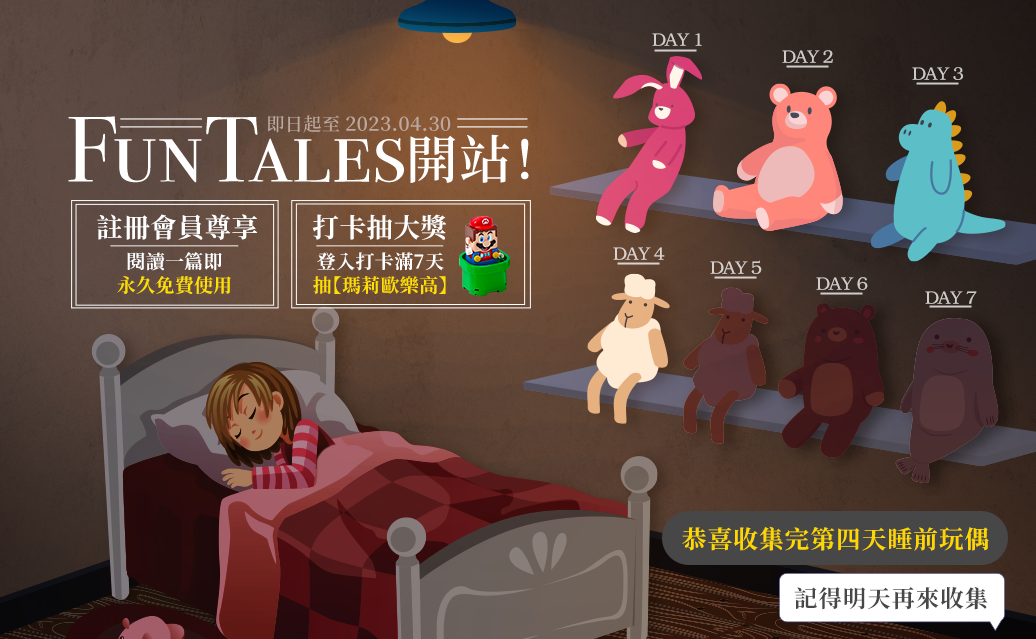 即日起至 2023.04.30
FUNTALES開站！
註冊會員尊享
閱讀一篇即
永久免費使用
打卡抽大獎
登入打卡滿7天
抽【瑪莉歐樂高】
DAY 1
DAY 2
DAY 3
DAY 4
DAY 5
DAY 6
DAY 7
恭喜收集完第四天睡前玩偶
記得明天再來收集